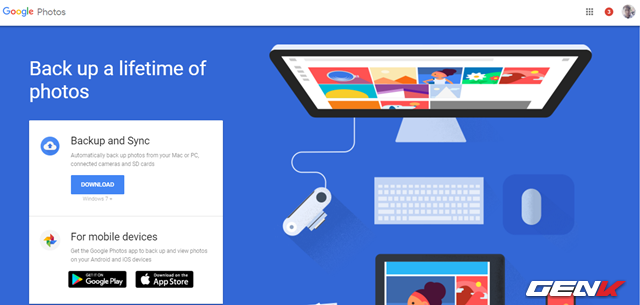 Google Photos
3
Back up a lifetime of
photos
Backup and Sync
Automatically back up photos from your Mac or PC,
connected cameras and SD cards
DOWNLOAD
Windows 7+
For mobile devices
Get the Google Photos app to back up and view photos
on your Android and iOS devices
GET IT ON
Google Play
Download on the
App Store
GENK